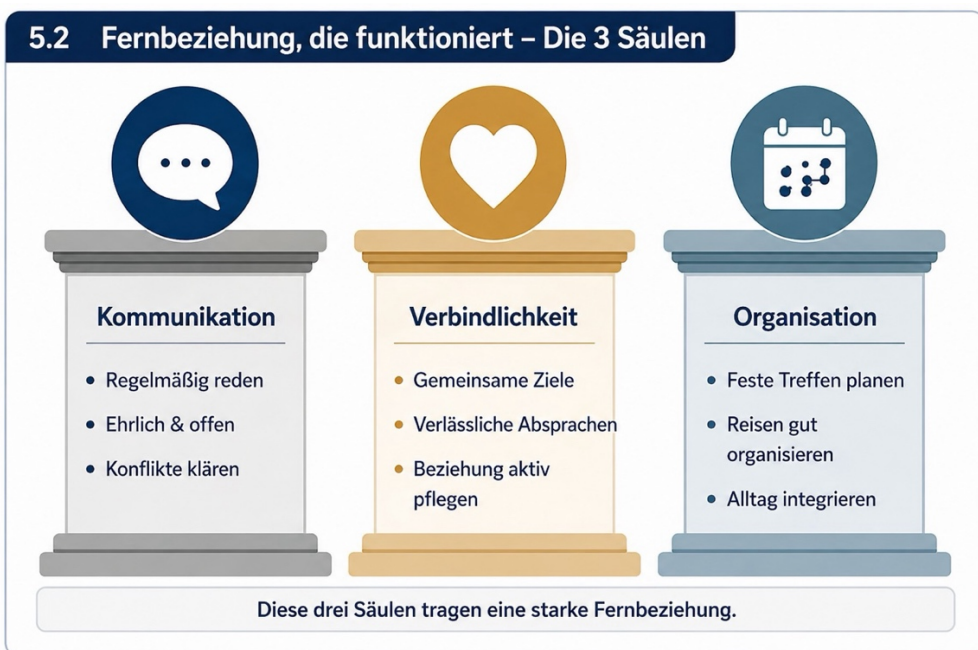 5.2 Fernbeziehung, die funktioniert – Die 3 Säulen
Kommunikation
• Regelmäßig reden
• Ehrlich & offen
• Konflikte klären
Verbindlichkeit
• Gemeinsame Ziele
• Verlässliche Absprachen
• Beziehung aktiv
pflegen
Organisation
• Feste Treffen planen
• Reisen gut
organisieren
• Alltag integrieren
Diese drei Säulen tragen eine starke Fernbeziehung.